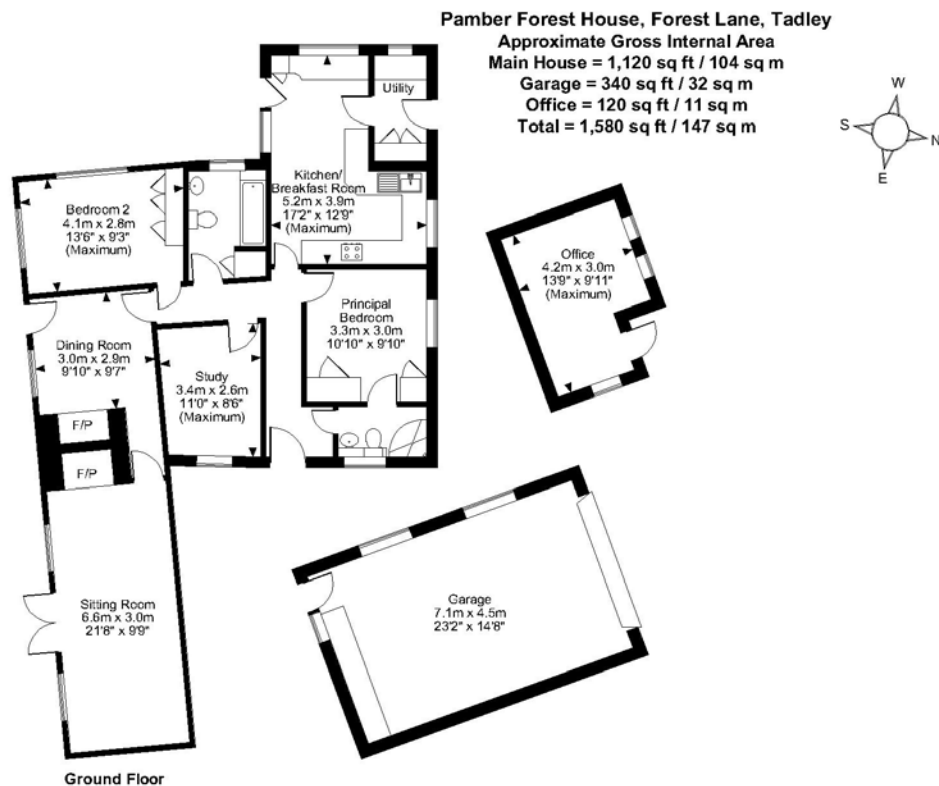 Pamber Forest House, Forest Lane, Tadley
Approximate Gross Internal Area
Main House = 1,120 sq ft / 104 sq m
Garage = 340 sq ft / 32 sq m
Office = 120 sq ft / 11 sq m
Total = 1,580 sq ft / 147 sq m
W
S
N
E
Utility
Kitchen/
Breakfast Room
5.2m x 3.9m
17'2" x 12'9"
(Maximum)
Bedroom 2
4.1m x 2.8m
13'6" x 9'3"
(Maximum)
Office
4.2m x 3.0m
13'9" x 9'11"
(Maximum)
Principal
Bedroom
3.3m x 3.0m
10'10" x 9'10"
Dining Room
3.0m x 2.9m
9'10" x 9'7"
Study
3.4m x 2.6m
11'0" x 8'6"
(Maximum)
F/P
F/P
Sitting Room
6.6m x 3.0m
21'8" x 9'9"
Garage
7.1m x 4.5m
23'2" x 14'8"
Ground Floor